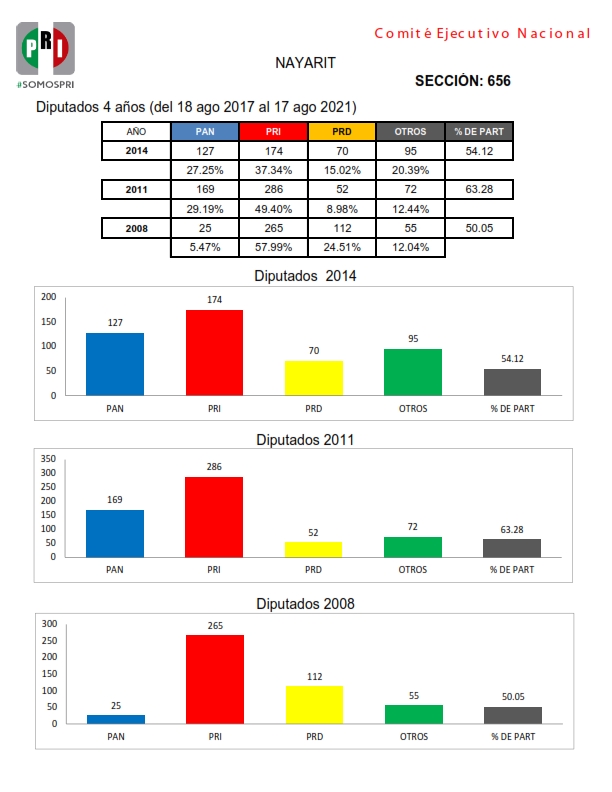 PRI
#SOMOSPRI
Comité Ejecutivo Nacional
NAYARIT
SECCIÓN: 656
Diputados 4 años (del 18 ago 2017 al 17 ago 2021)
AÑO PAN PRI PRD OTROS % DE PART
2014 127 174 70 95 54.12
27.25% 37.34% 15.02% 20.39%
2011 169 286 52 72 63.28
29.19% 49.40% 8.98% 12.44%
2008 25 265 112 55 50.05
5.47% 57.99% 24.51% 12.04%
Diputados 2014
200
150
100
50
0
127
174
70
95
54.12
PAN PRI PRD OTROS % DE PART
Diputados 2011
350
300
250
200
150
100
50
0
169
286
52
72
63.28
PAN PRI PRD OTROS % DE PART
Diputados 2008
300
250
200
150
100
50
0
25
265
112
55
50.05
PAN PRI PRD OTROS % DE PART